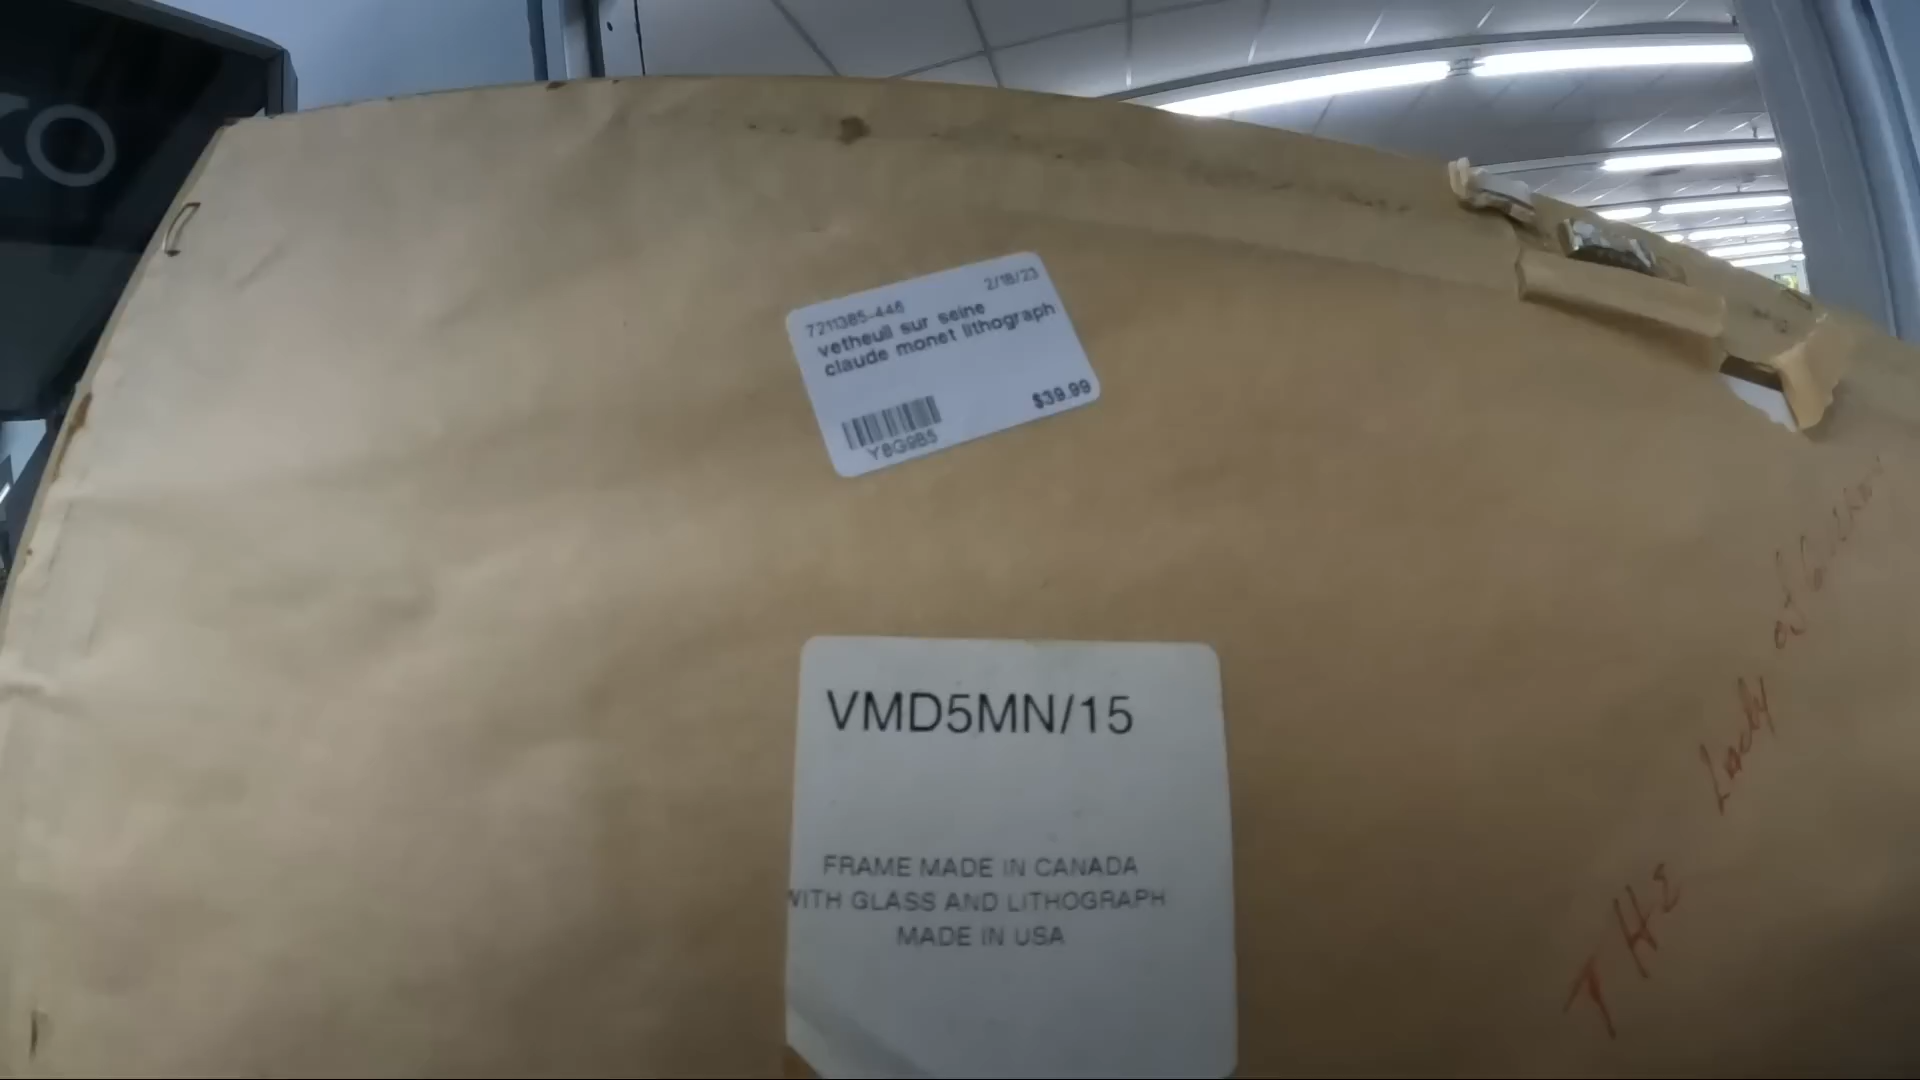 7211385-446 2/18/23
vetheuil sur seine
claude monet lithograph
$39.99
Y8G9B5
VMD5MN/15
FRAME MADE IN CANADA
WITH GLASS AND LITHOGRAPH
MADE IN USA
THE Lady of